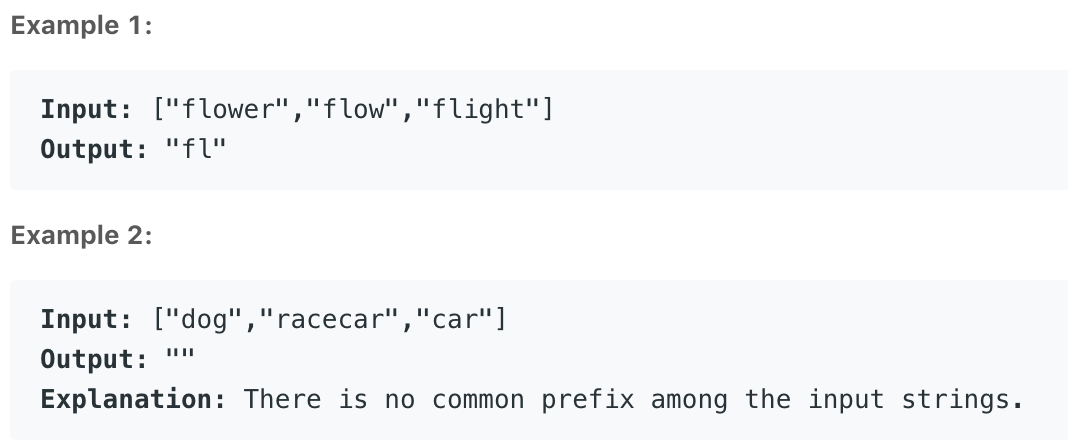 Example 1:
Input: ["flower","flow","flight"]
Output: "fl"
Example 2:
Input: ["dog","racecar","car"]
Output: ""
Explanation: There is no common prefix among the input strings.